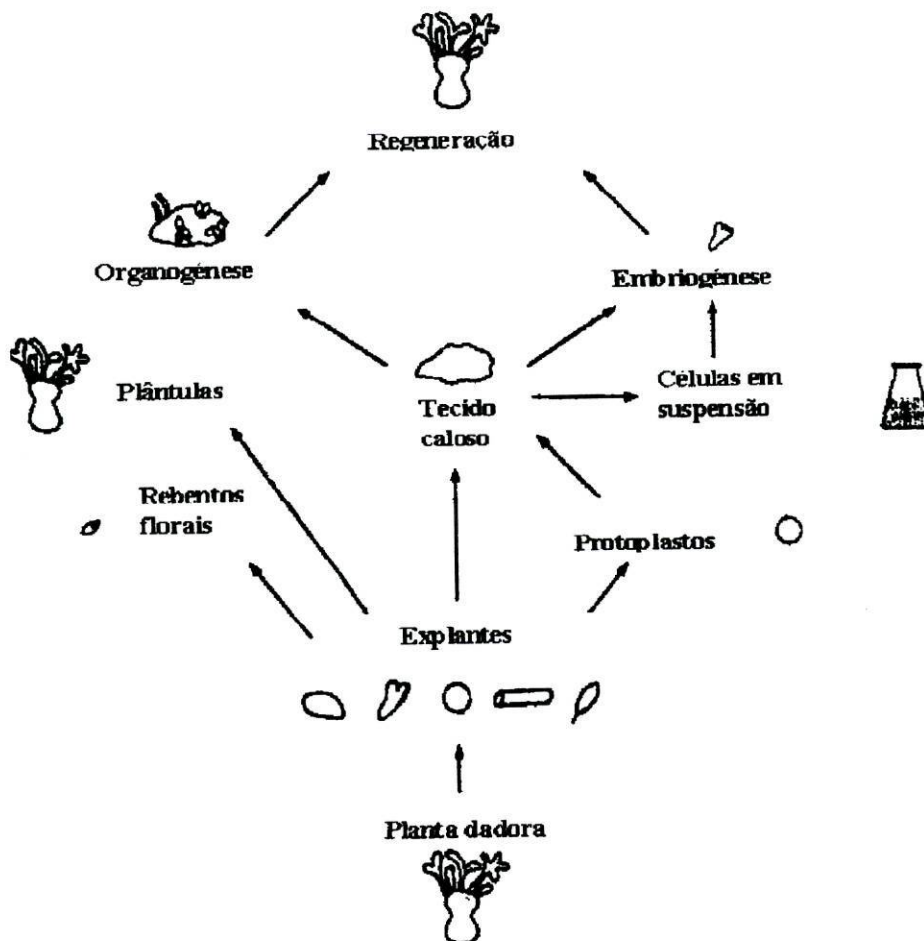 Regeneração
Organogénese
Embriogénese
Plântulas
Tecido
caloso
Células em
suspensão
Rebentos
florais
Protoplastos
Explantes
Planta dadora